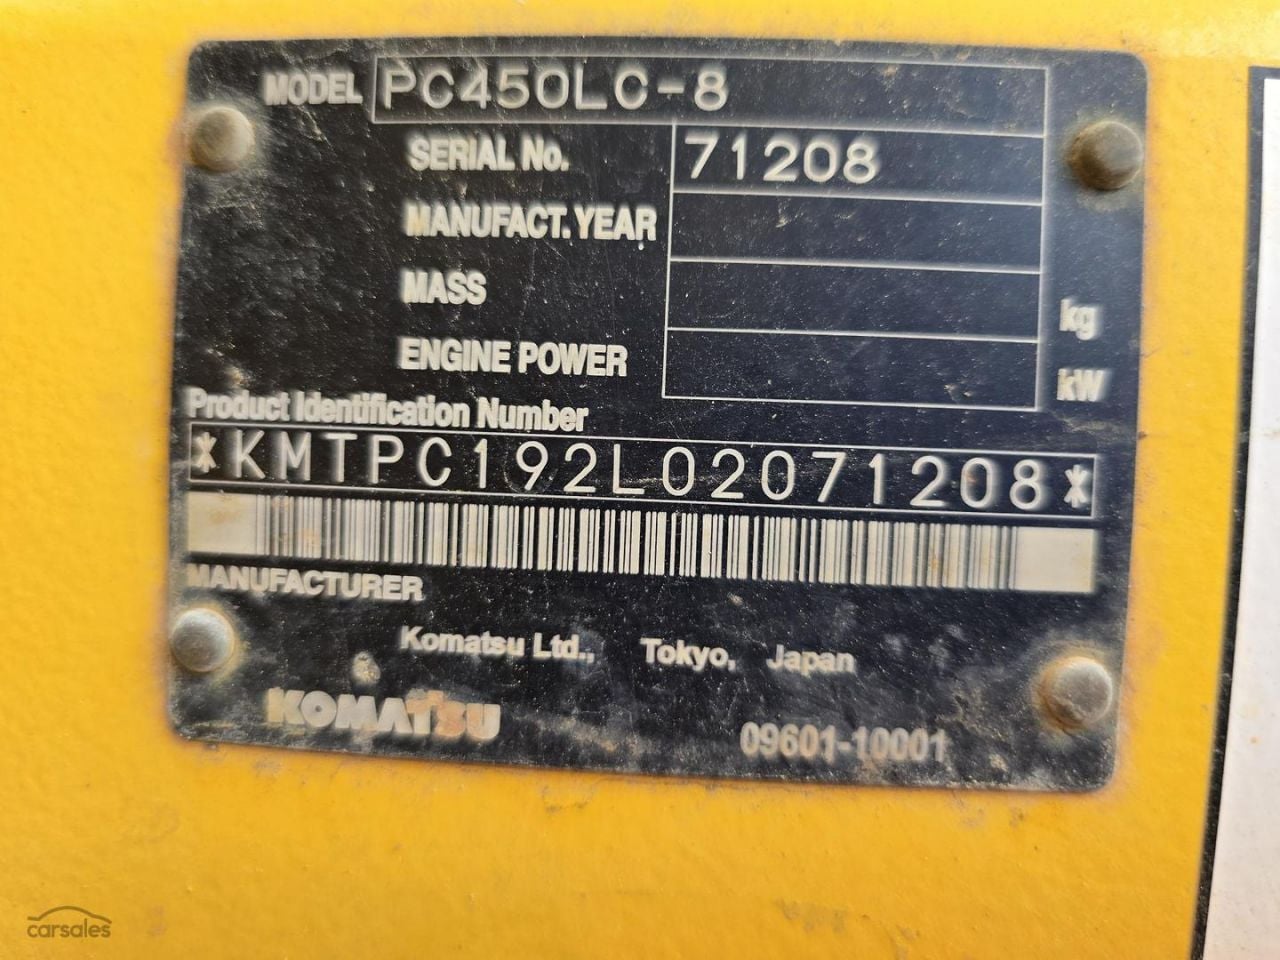 MODEL PC450LC-8
SERIAL No. 71208
MANUFACT. YEAR
MASS kg
ENGINE POWER kW
Product Identification Number
*KMTPC192L02071208*
MANUFACTURER
Komatsu Ltd., Tokyo, Japan
KOMATSU 09601-10001
carsales